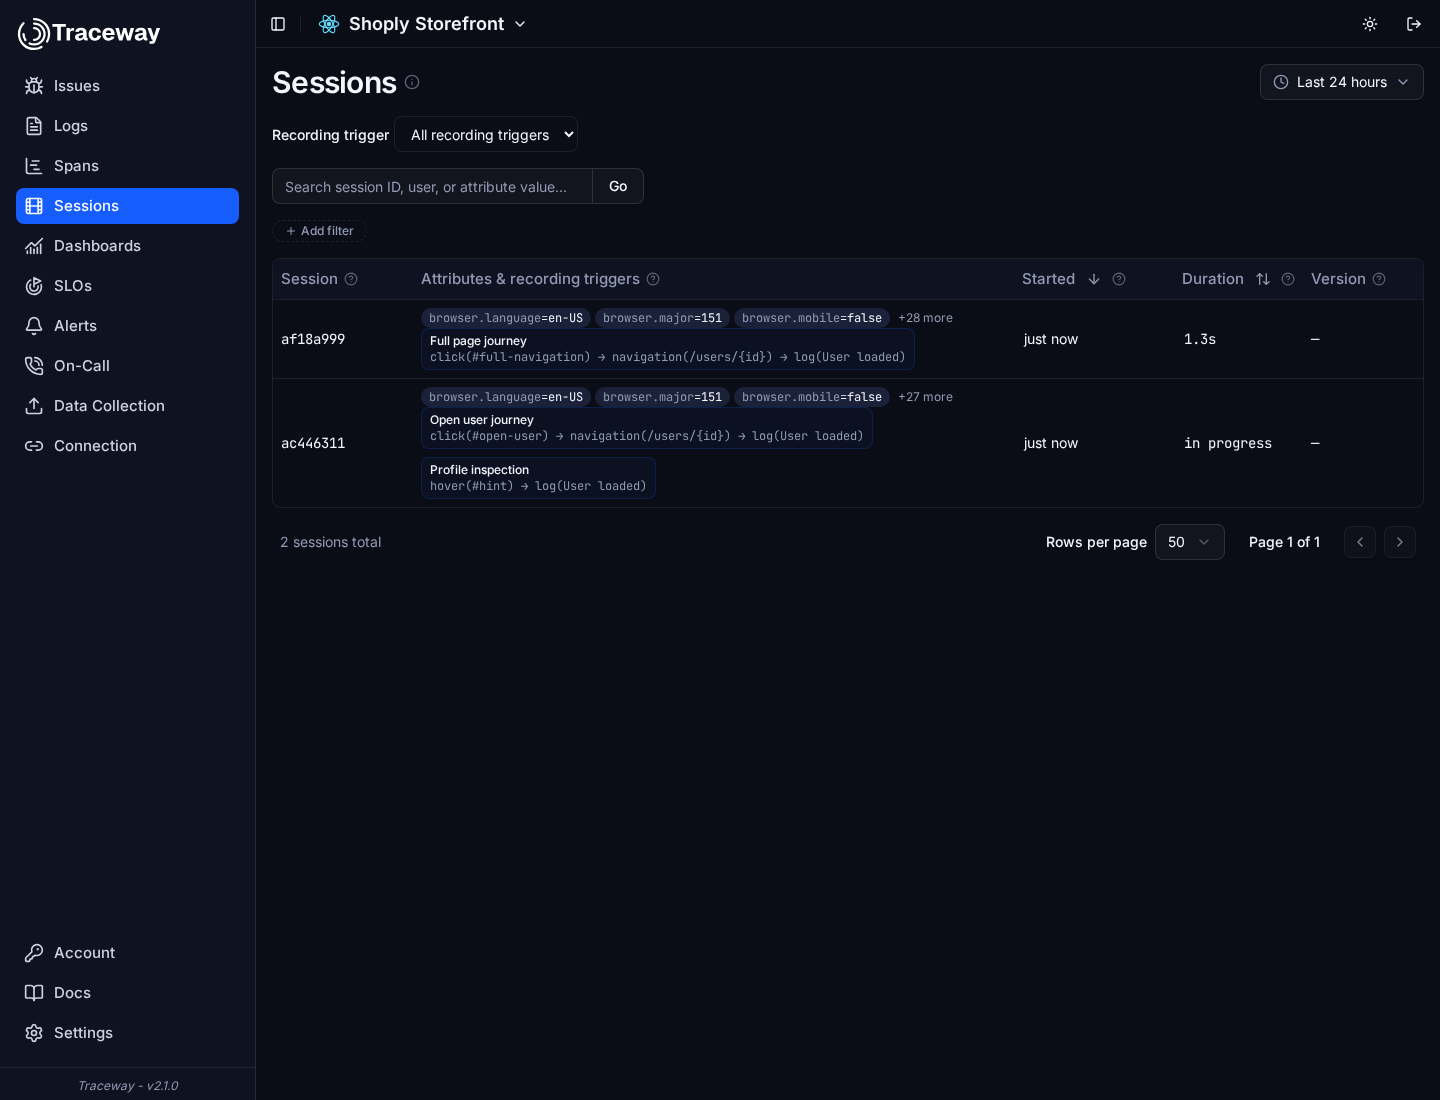 Traceway
Issues
Logs
Spans
Sessions
Dashboards
SLOs
Alerts
On-Call
Data Collection
Connection
Account
Docs
Settings
Traceway - v2.1.0
Shoply Storefront
Sessions
Last 24 hours
Recording trigger
All recording triggers
Search session ID, user, or attribute value...
Go
+ Add filter
Session Attributes & recording triggers Started Duration Version
af18a999
browser.language=en-US browser.major=151 browser.mobile=false +28 more
Full page journey
click(#full-navigation) → navigation(/users/{id}) → log(User loaded)
just now
1.3s
—
ac446311
browser.language=en-US browser.major=151 browser.mobile=false +27 more
Open user journey
click(#open-user) → navigation(/users/{id}) → log(User loaded)
Profile inspection
hover(#hint) → log(User loaded)
just now
in progress
—
2 sessions total
Rows per page
50
Page 1 of 1